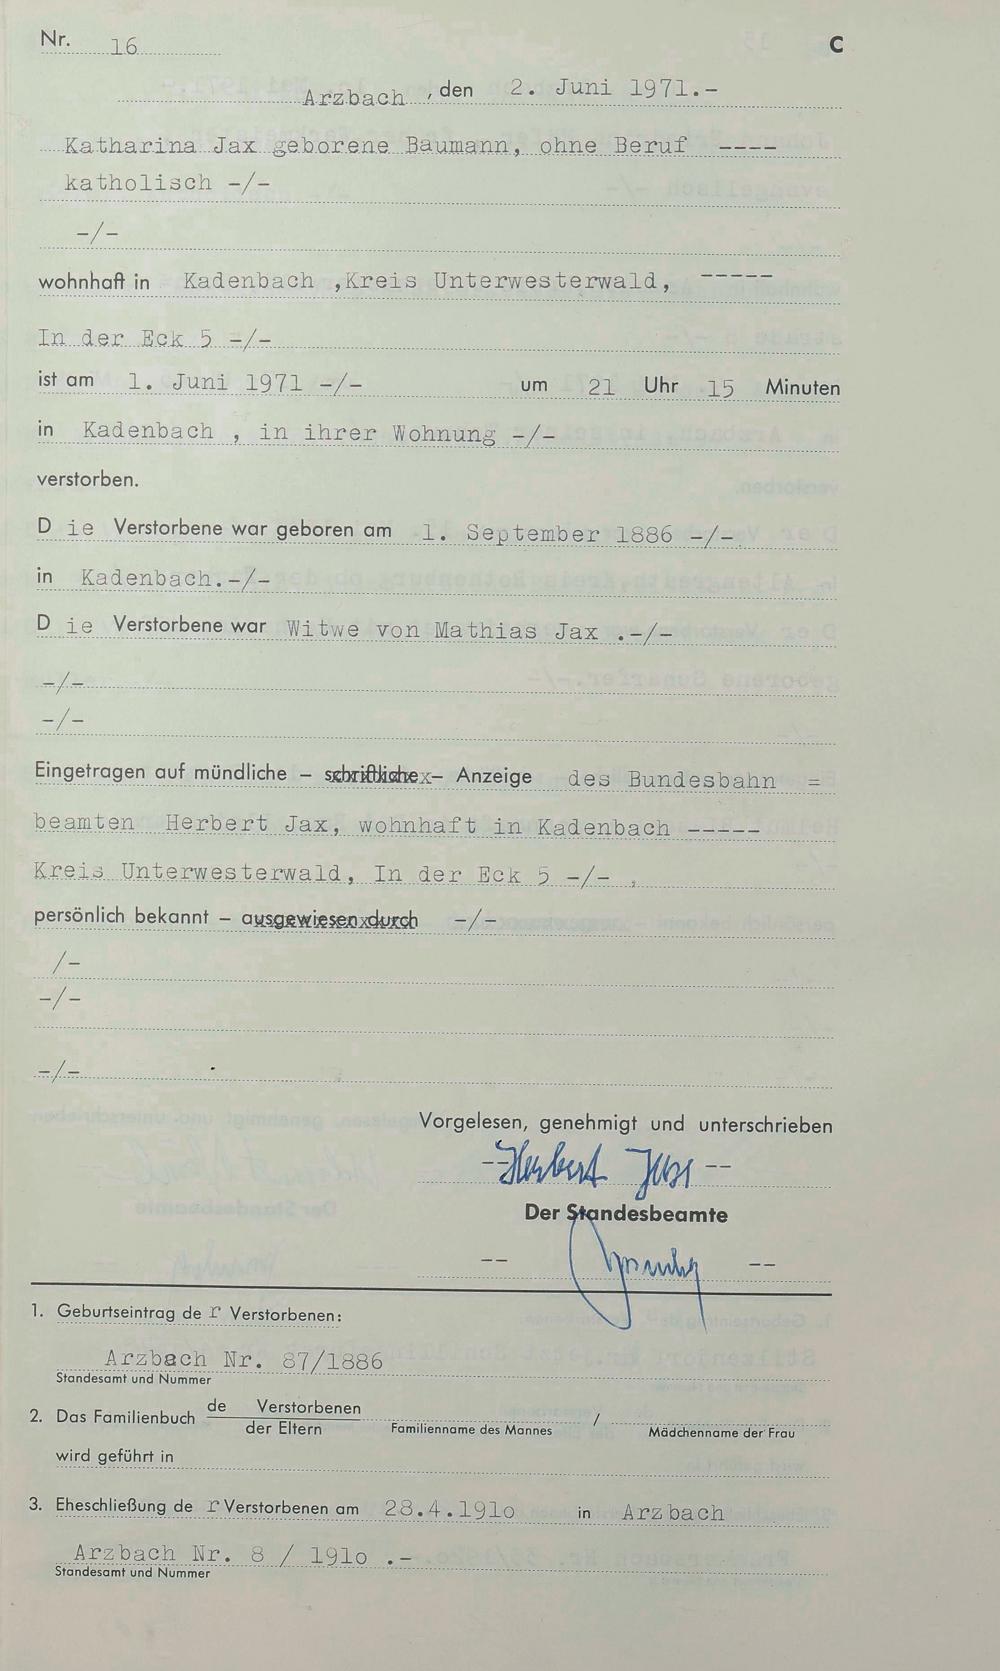 Nr. 16 C
Arzbach , den 2. Juni 1971.-
Katharina Jax geborene Baumann, ohne Beruf ----
katholisch -/-
-/-
wohnhaft in Kadenbach ,Kreis Unterwesterwald, -----
In der Eck 5 -/-
ist am 1. Juni 1971 -/- um 21 Uhr 15 Minuten
in Kadenbach , in ihrer Wohnung -/-
verstorben.
D ie Verstorbene war geboren am 1. September 1886 -/-
in Kadenbach.-/-
D ie Verstorbene war Witwe von Mathias Jax .-/-
-/-
-/-
Eingetragen auf mündliche – schriftliche – Anzeige des Bundesbahn =
beamten Herbert Jax, wohnhaft in Kadenbach -----
Kreis Unterwesterwald, In der Eck 5 -/- ,
persönlich bekannt – ausgewiesen durch -/-
/-
-/-
-/-
Vorgelesen, genehmigt und unterschrieben
-- Herbert Jax --
Der Standesbeamte
-- --
1. Geburtseintrag de r Verstorbenen:
Arzbach Nr. 87/1886
Standesamt und Nummer
2. Das Familienbuch de Verstorbenen / 
der Eltern Familienname des Mannes Mädchenname der Frau
wird geführt in
3. Eheschließung de r Verstorbenen am 28.4.191o in Arzbach
Arzbach Nr. 8 / 191o .-
Standesamt und Nummer